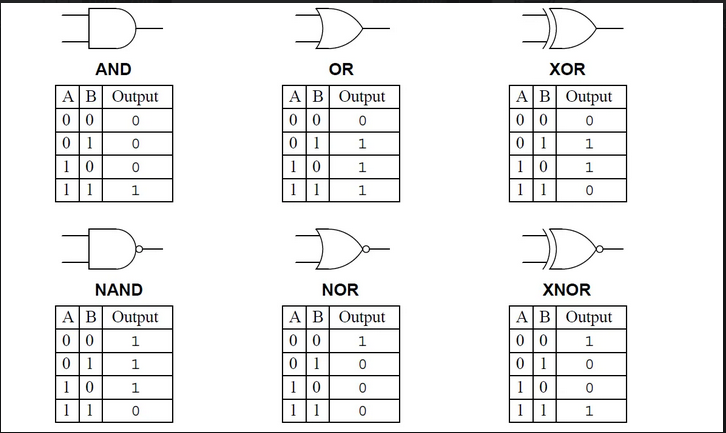 AND OR XOR
A B Output A B Output A B Output
0 0 0 0 0 0 0 0 0
0 1 0 0 1 1 0 1 1
1 0 0 1 0 1 1 0 1
1 1 1 1 1 1 1 1 0
NAND NOR XNOR
A B Output A B Output A B Output
0 0 1 0 0 1 0 0 1
0 1 1 0 1 0 0 1 0
1 0 1 1 0 0 1 0 0
1 1 0 1 1 0 1 1 1